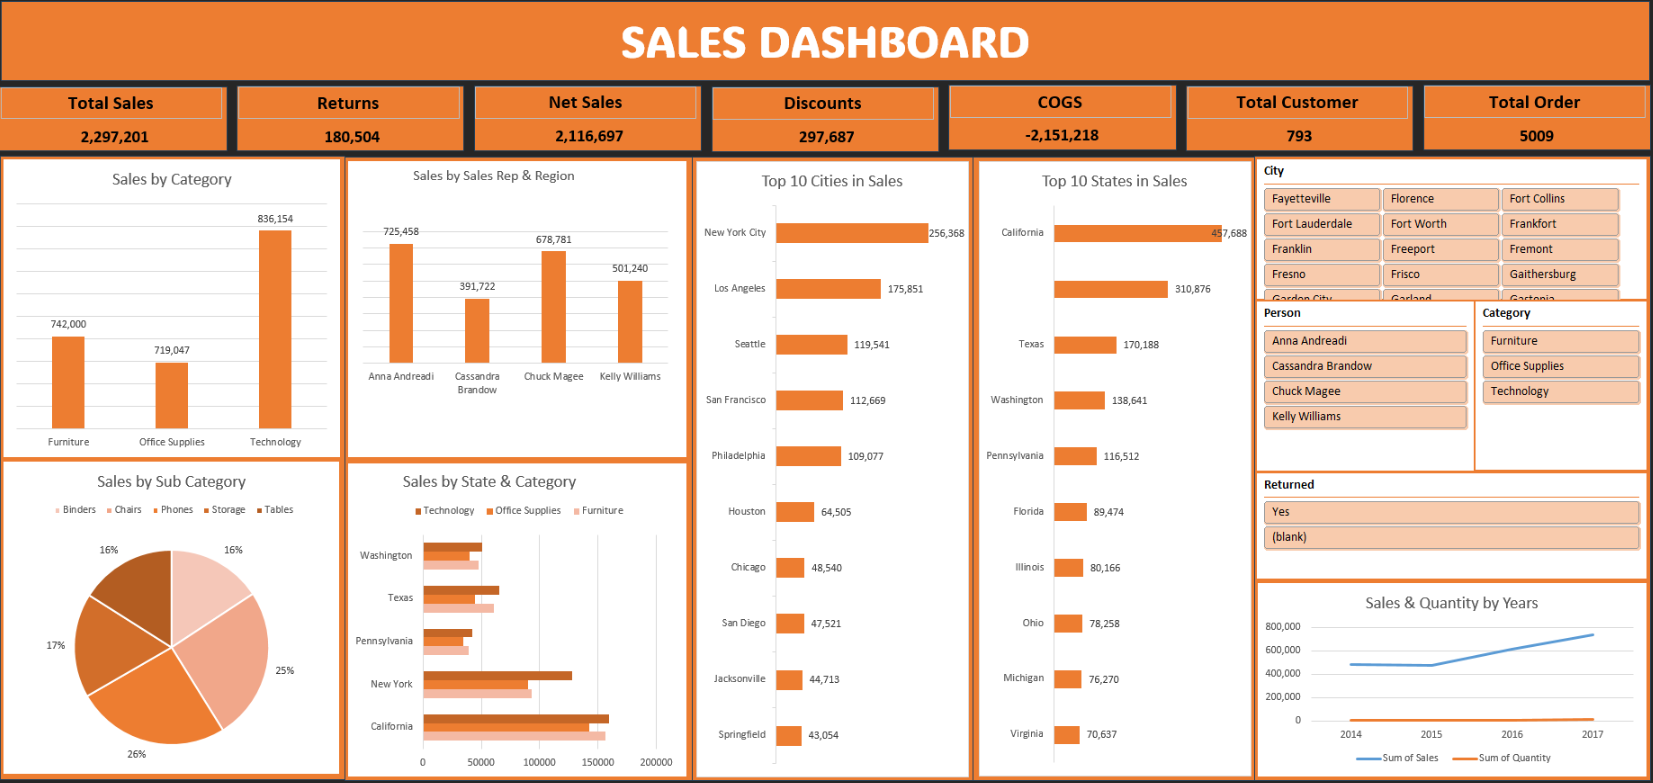 SALES DASHBOARD
Total Sales
2,297,201
Returns
180,504
Net Sales
2,116,697
Discounts
297,687
COGS
-2,151,218
Total Customer
793
Total Order
5009
Sales by Category
836,154
742,000
719,047
Furniture
Office Supplies
Technology
Sales by Sales Rep & Region
725,458
391,722
678,781
501,240
Anna Andreadi
Cassandra
Brandow
Chuck Magee
Kelly Williams
Top 10 Cities in Sales
New York City 256,368
Los Angeles 175,851
Seattle 119,541
San Francisco 112,669
Philadelphia 109,077
Houston 64,505
Chicago 48,540
San Diego 47,521
Jacksonville 44,713
Springfield 43,054
Top 10 States in Sales
California 457,688
310,876
Texas 170,188
Washington 138,641
Pennsylvania 116,512
Florida 89,474
Illinois 80,166
Ohio 78,258
Michigan 76,270
Virginia 70,637
City
Fayetteville Florence Fort Collins
Fort Lauderdale Fort Worth Frankfort
Franklin Freeport Fremont
Fresno Frisco Gaithersburg
Garden City Garland Gastonia
Person
Anna Andreadi
Cassandra Brandow
Chuck Magee
Kelly Williams
Category
Furniture
Office Supplies
Technology
Returned
Yes
(blank)
Sales by Sub Category
Binders Chairs Phones Storage Tables
16%
16%
17%
25%
26%
Sales by State & Category
Technology Office Supplies Furniture
Washington
Texas
Pennsylvania
New York
California
0 50000 100000 150000 200000
Sales & Quantity by Years
800,000
600,000
400,000
200,000
0
2014 2015 2016 2017
Sum of Sales Sum of Quantity